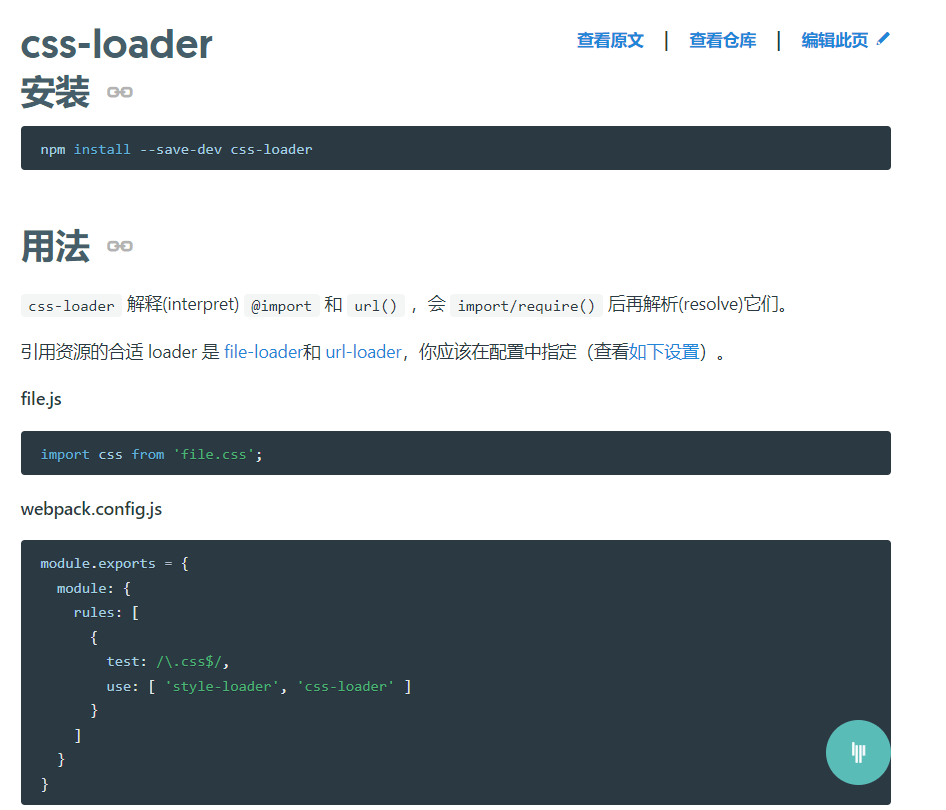 css-loader
查看原文 | 查看仓库 | 编辑此页
安装
npm install --save-dev css-loader
用法
css-loader 解释(interpret) @import 和 url() ，会 import/require() 后再解析(resolve)它们。
引用资源的合适 loader 是 file-loader和 url-loader，你应该在配置中指定（查看如下设置）。
file.js
import css from 'file.css';
webpack.config.js
module.exports = {
  module: {
    rules: [
      {
        test: /\.css$/,
        use: [ 'style-loader', 'css-loader' ]
      }
    ]
  }
}